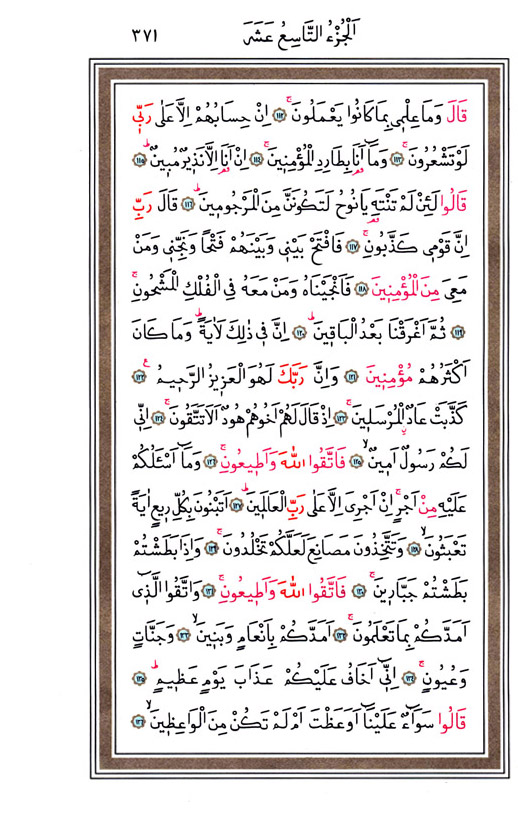 اَلْجُزْءُ التَّاسِعُ عَشَرَ ٣٧١
قَالَ وَمَا عِلْمٖي بِمَا كَانُوا يَعْمَلُونَۚ ﴿١١٢﴾ اِنْ حِسَابُهُمْ اِلَّا عَلٰى رَبّٖي
لَوْ تَشْعُرُونَۚ ﴿١١٣﴾ وَمَٓا اَنَا۬ بِطَارِدِ الْمُؤْمِنٖينَۚ ﴿١١٤﴾ اِنْ اَنَا۬ اِلَّا نَذٖيرٌ مُبٖينٌۜ ﴿١١٥﴾
قَالُوا لَئِنْ لَمْ تَنْتَهِ يَا نُوحُ لَتَكُونَنَّ مِنَ الْمَرْجُومٖينَۜ ﴿١١٦﴾ قَالَ رَبِّ
اِنَّ قَوْمٖي كَذَّبُونِۚ ﴿١١٧﴾ فَافْتَحْ بَيْنٖي وَبَيْنَهُمْ فَتْحًا وَنَجِّنٖي وَمَنْ
مَعِيَ مِنَ الْمُؤْمِنٖينَ ﴿١١٨﴾ فَاَنْجَيْنَاهُ وَمَنْ مَعَهُ فِي الْفُلْكِ الْمَشْحُونِۚ
﴿١١٩﴾ ثُمَّ اَغْرَقْنَا بَعْدُ الْبَاقٖينَۜ ﴿١٢٠﴾ اِنَّ فٖي ذٰلِكَ لَاٰيَةًۜ وَمَا كَانَ
اَكْثَرُهُمْ مُؤْمِنٖينَ ﴿١٢١﴾ وَاِنَّ رَبَّكَ لَهُوَ الْعَزٖيزُ الرَّحٖيمُ ﴿١٢٢﴾
كَذَّبَتْ عَادٌۨ الْمُرْسَلٖينَۚ ﴿١٢٣﴾ اِذْ قَالَ لَهُمْ اَخُوهُمْ هُودٌ اَلَا تَتَّقُونَۚ ﴿١٢٤﴾ اِنّٖي
لَكُمْ رَسُولٌ اَمٖينٌۙ ﴿١٢٥﴾ فَاتَّقُوا اللّٰهَ وَاَطٖيعُونِۚ ﴿١٢٦﴾ وَمَٓا اَسْـَٔلُكُمْ
عَلَيْهِ مِنْ اَجْرٍۚ اِنْ اَجْرِيَ اِلَّا عَلٰى رَبِّ الْعَالَمٖينَۜ ﴿١٢٧﴾ اَتَبْنُونَ بِكُلِّ رٖيعٍ اٰيَةً
تَعْبَثُونَۙ ﴿١٢٨﴾ وَتَتَّخِذُونَ مَصَانِعَ لَعَلَّكُمْ تَخْلُدُونَۚ ﴿١٢٩﴾ وَاِذَا بَطَشْتُمْ
بَطَشْتُمْ جَبَّارٖينَۚ ﴿١٣٠﴾ فَاتَّقُوا اللّٰهَ وَاَطٖيعُونِۚ ﴿١٣١﴾ وَاتَّقُوا الَّذٖٓي
اَمَدَّكُمْ بِمَا تَعْلَمُونَۚ ﴿١٣٢﴾ اَمَدَّكُمْ بِاَنْعَامٍ وَبَنٖينَۙ ﴿١٣٣﴾ وَجَنَّاتٍ
وَعُيُونٍۚ ﴿١٣٤﴾ اِنّٖٓي اَخَافُ عَلَيْكُمْ عَذَابَ يَوْمٍ عَظٖيمٍۜ ﴿١٣٥﴾
قَالُوا سَوَٓاءٌ عَلَيْنَٓا اَوَعَظْتَ اَمْ لَمْ تَكُنْ مِنَ الْوَاعِظٖينَۙ ﴿١٣٦﴾